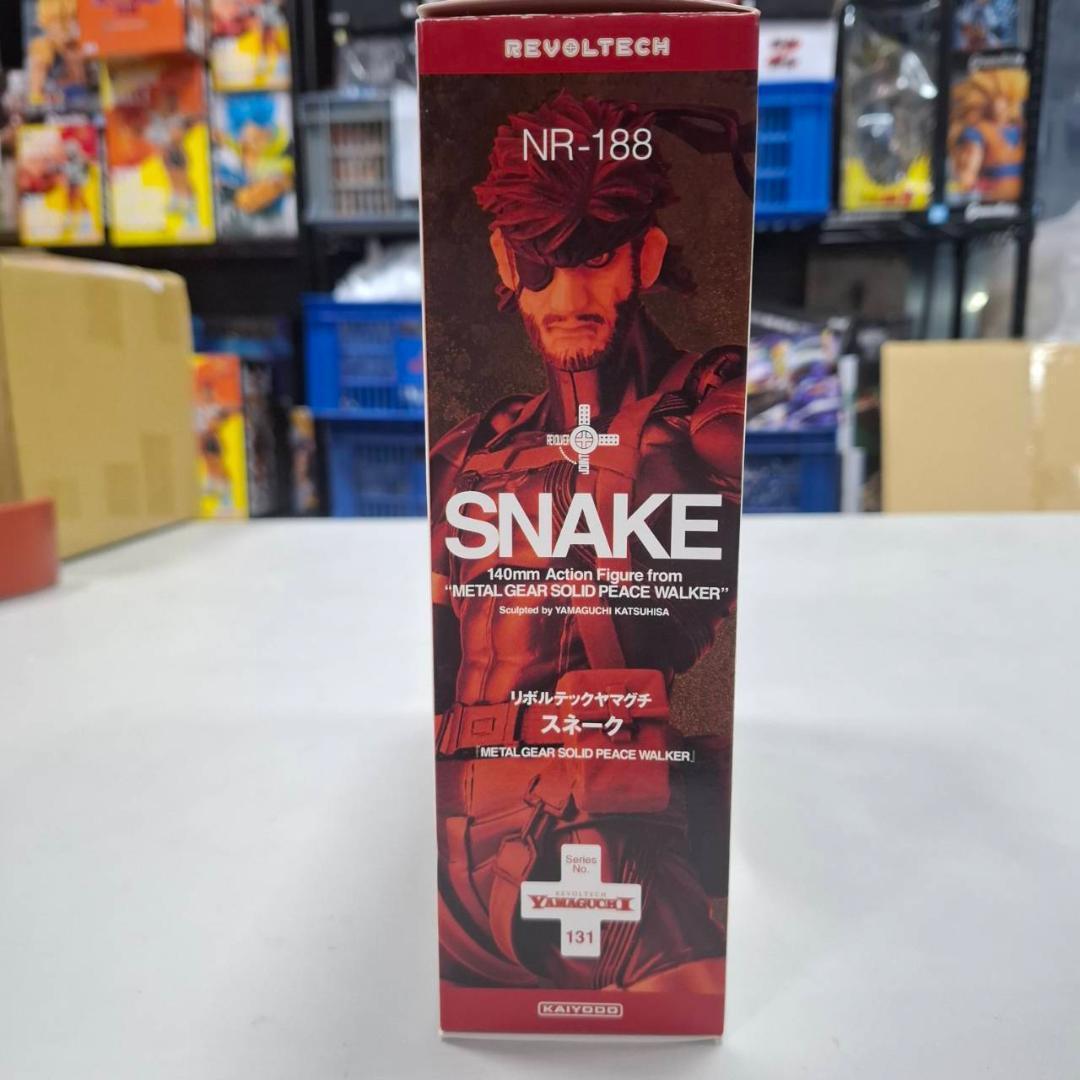 REVOLTECH
NR-188
REVOLVER
JOINT
SNAKE
140mm Action Figure from
“METAL GEAR SOLID PEACE WALKER”
Sculpted by YAMAGUCHI KATSUHISA
リボルテックヤマグチ
スネーク
「METAL GEAR SOLID PEACE WALKER」
Series
No.
REVOLTECH
YAMAGUCHI
131
KAIYODO